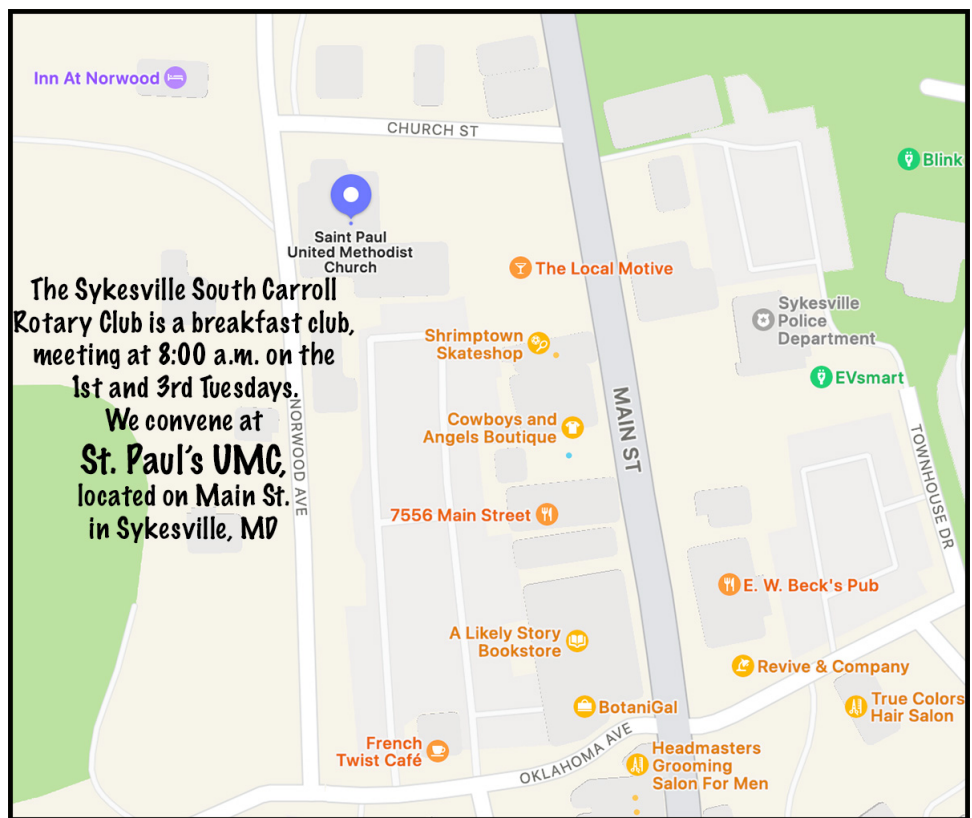 Inn At Norwood
CHURCH ST
Blink
Saint Paul
United Methodist
Church
The Local Motive
The Sykesville South Carroll
Rotary Club is a breakfast club,
meeting at 8:00 a.m. on the
1st and 3rd Tuesdays.
We convene at
St. Paul's UMC,
located on Main St.
in Sykesville, MD
Sykesville
Police
Department
Shrimptown
Skateshop
EVsmart
MAIN ST
NORWOOD AVE
Cowboys and
Angels Boutique
TOWNHOUSE DR
7556 Main Street
E. W. Beck's Pub
A Likely Story
Bookstore
Revive & Company
BotaniGal
True Colors
Hair Salon
French
Twist Café
OKLAHOMA AVE
Headmasters
Grooming
Salon For Men